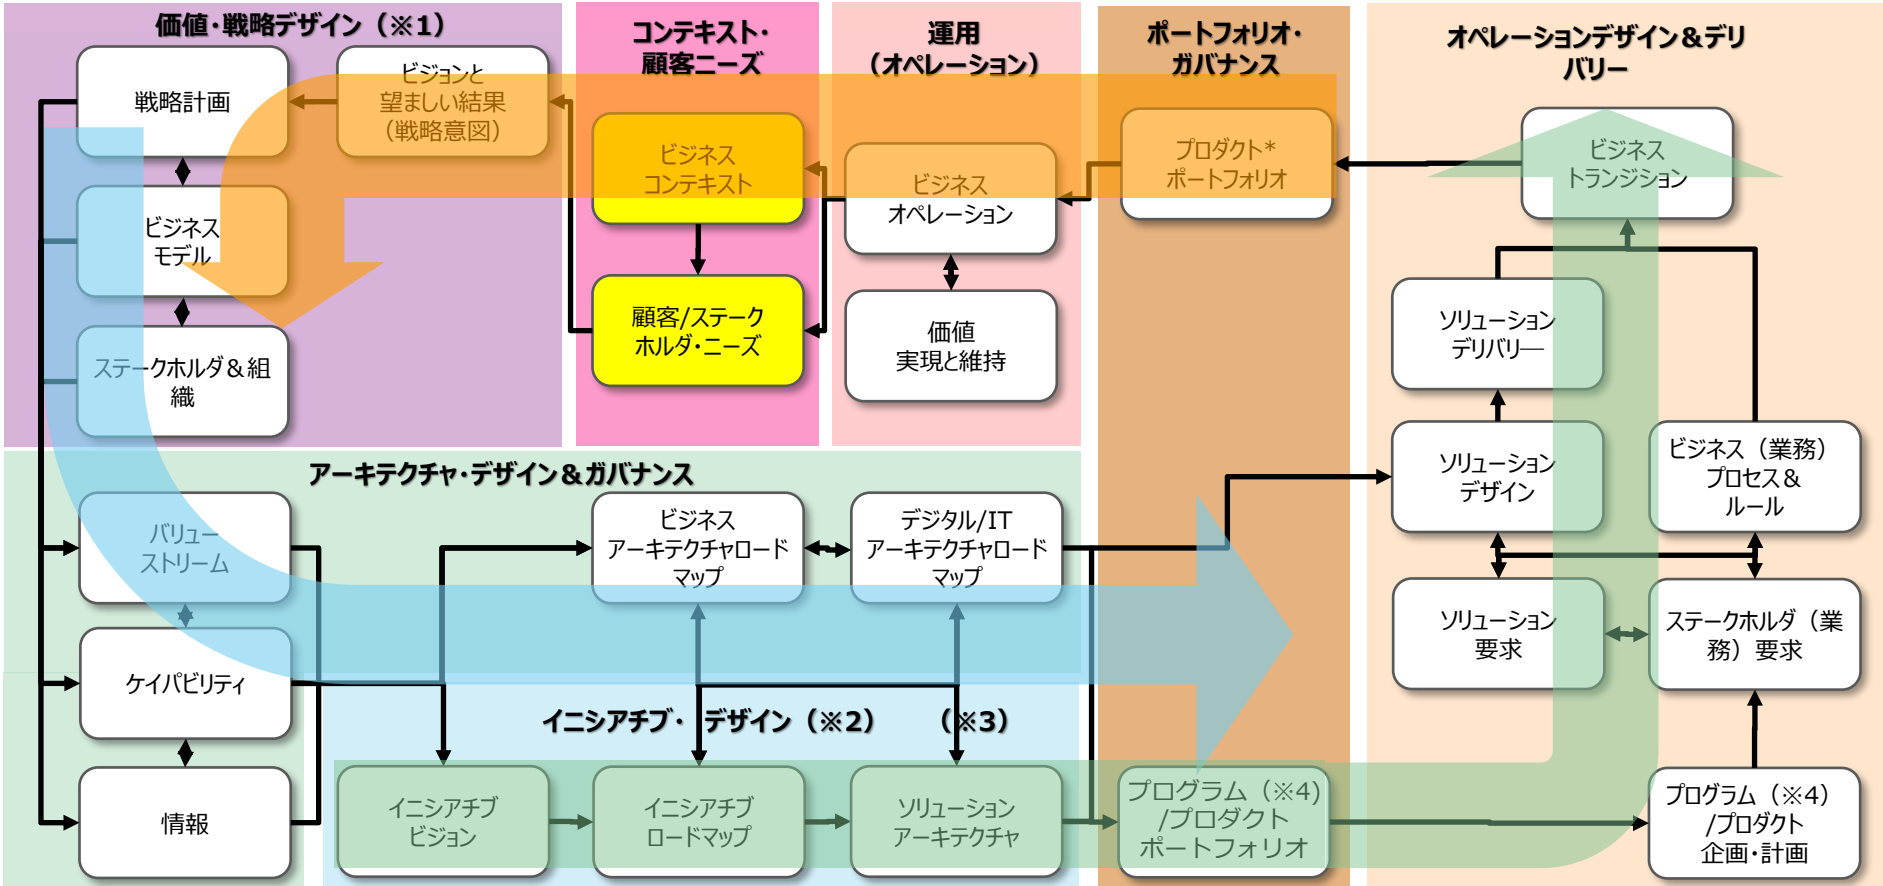 価値・戦略デザイン（※1）
戦略計画
ビジョンと
望ましい結果
（戦略意図）
ビジネス
モデル
ステークホルダ＆組
織
コンテキスト・
顧客ニーズ
ビジネス
コンテキスト
顧客/ステーク
ホルダ・ニーズ
運用
（オペレーション）
ビジネス
オペレーション
価値
実現と維持
ポートフォリオ・
ガバナンス
プロダクト*
ポートフォリオ
オペレーションデザイン＆デリ
バリー
ビジネス
トランジション
ソリューション
デリバリ―
ソリューション
デザイン
ビジネス（業務）
プロセス＆
ルール
ソリューション
要求
ステークホルダ（業
務）要求
プログラム（※4）
/プロダクト
企画・計画
アーキテクチャ・デザイン＆ガバナンス
バリュー
ストリーム
ケイパビリティ
情報
ビジネス
アーキテクチャロード
マップ
デジタル/IT
アーキテクチャロード
マップ
イニシアチブ・ デザイン（※2） （※3）
イニシアチブ
ビジョン
イニシアチブ
ロードマップ
ソリューション
アーキテクチャ
プログラム（※4）
/プロダクト
ポートフォリオ